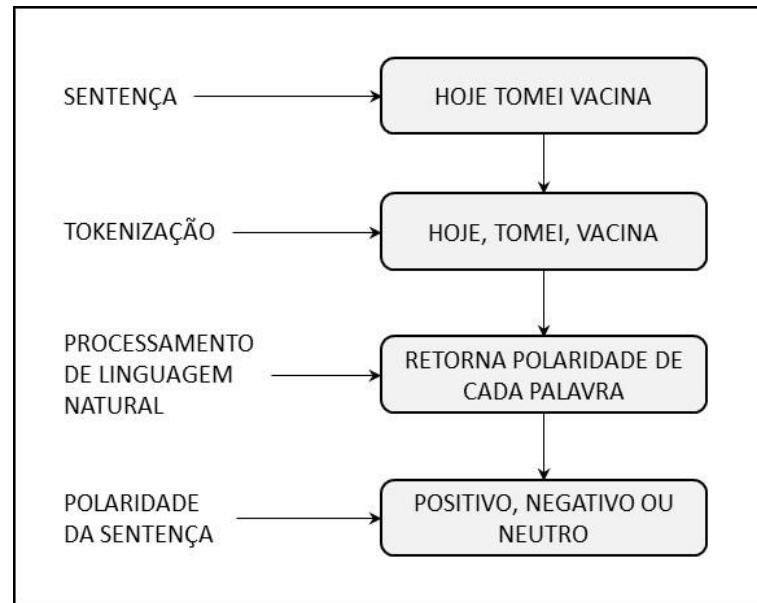 SENTENÇA
HOJE TOMEI VACINA
TOKENIZAÇÃO
HOJE, TOMEI, VACINA
PROCESSAMENTO
DE LINGUAGEM
NATURAL
RETORNA POLARIDADE DE
CADA PALAVRA
POLARIDADE
DA SENTENÇA
POSITIVO, NEGATIVO OU
NEUTRO